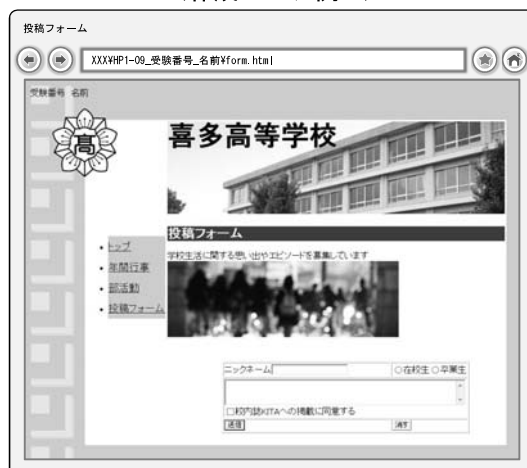 投稿フォーム
XXX¥HP1-09_受験番号_名前¥form.html
受験番号 名前
高
喜多高等学校
投稿フォーム
学校生活に関する思い出やエピソードを募集しています
・トップ
・年間行事
・部活動
・投稿フォーム
ニックネーム ○在校生○卒業生
□校内誌KITAへの掲載に同意する
送信 消す